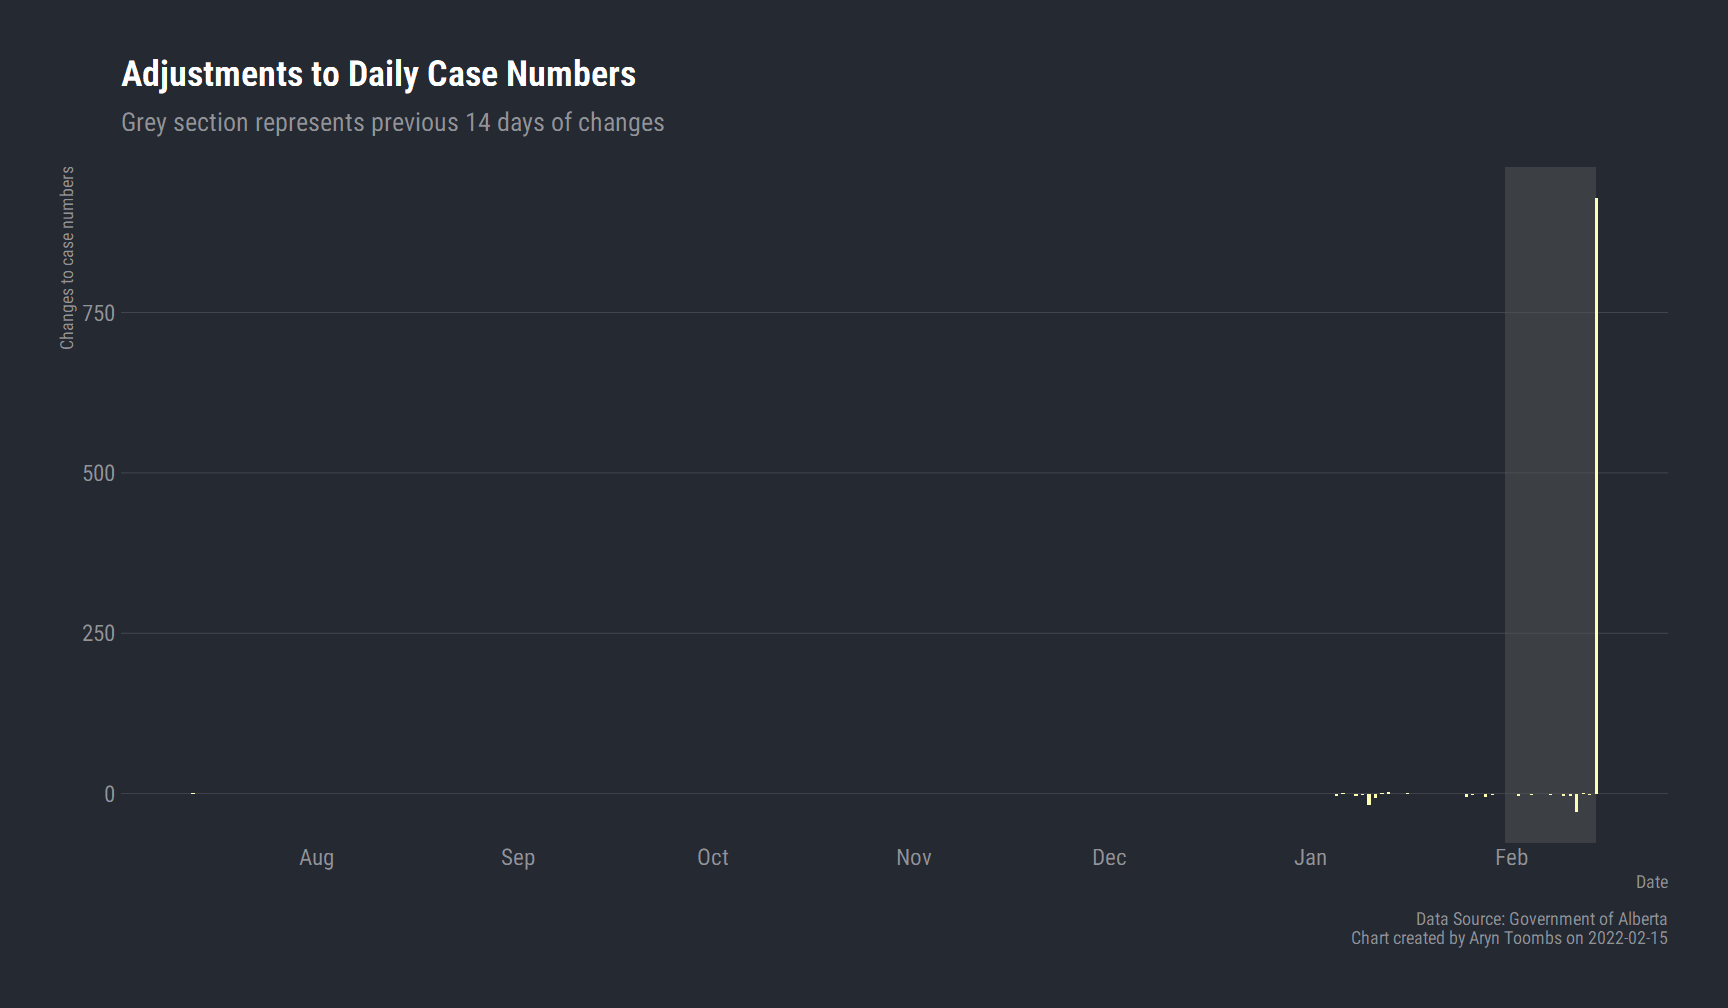 Adjustments to Daily Case Numbers
Grey section represents previous 14 days of changes
Changes to case numbers
750
500
250
0
Aug Sep Oct Nov Dec Jan Feb
Date
Data Source: Government of Alberta
Chart created by Aryn Toombs on 2022-02-15